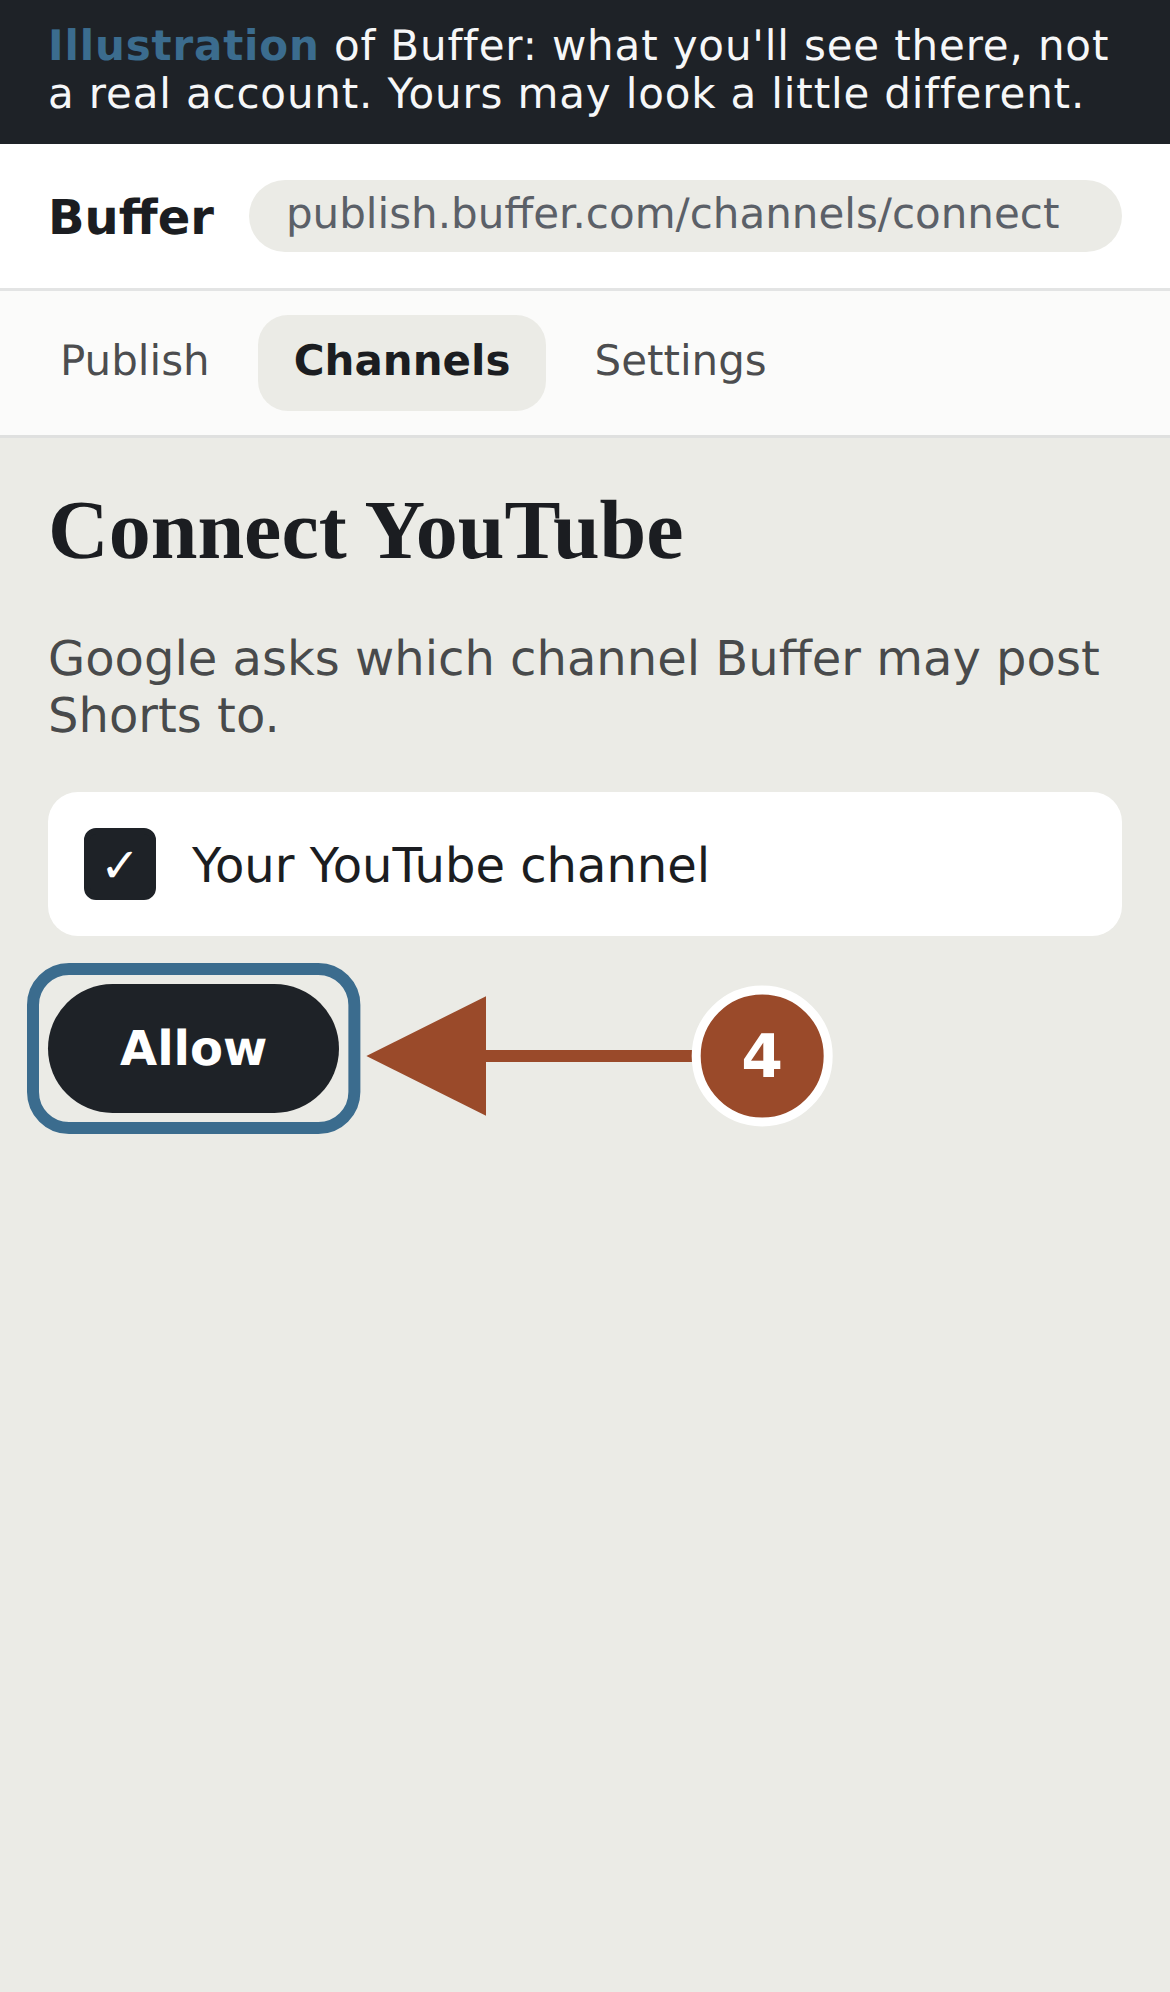 Illustration of Buffer: what you'll see there, not
a real account. Yours may look a little different.
Buffer publish.buffer.com/channels/connect
Publish Channels Settings
Connect YouTube
Google asks which channel Buffer may post
Shorts to.
✓ Your YouTube channel
Allow 4